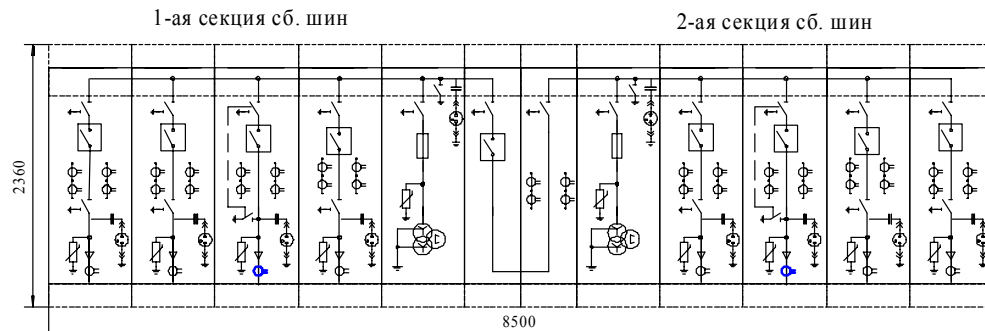 1-ая секция сб. шин
2-ая секция сб. шин
2360
8500